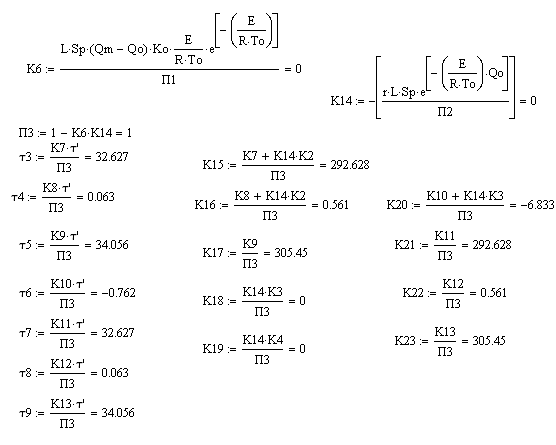 K6 := L·Sp·(Qm − Qo)·Ko·E/(R·To)·e^[−(E/(R·To))] / П1 = 0
K14 := −[r·L·Sp·e^[−(E/(R·To))·Qo] / П2] = 0
П3 := 1 − K6·K14 = 1
τ3 := K7·τ'/П3 = 32.627
K15 := (K7 + K14·K2)/П3 = 292.628
τ4 := K8·τ'/П3 = 0.063
K16 := (K8 + K14·K2)/П3 = 0.561
K20 := (K10 + K14·K3)/П3 = −6.833
τ5 := K9·τ'/П3 = 34.056
K17 := K9/П3 = 305.45
K21 := K11/П3 = 292.628
τ6 := K10·τ'/П3 = −0.762
K18 := K14·K3/П3 = 0
K22 := K12/П3 = 0.561
τ7 := K11·τ'/П3 = 32.627
K19 := K14·K4/П3 = 0
K23 := K13/П3 = 305.45
τ8 := K12·τ'/П3 = 0.063
τ9 := K13·τ'/П3 = 34.056